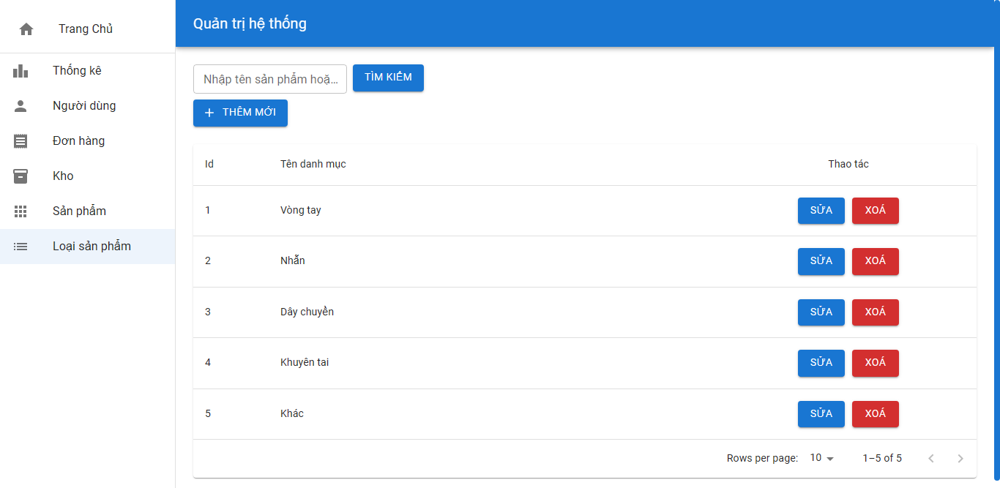 Trang Chủ
Quản trị hệ thống
Thống kê
Người dùng
Đơn hàng
Kho
Sản phẩm
Loại sản phẩm
Nhập tên sản phẩm hoặ...
TÌM KIẾM
THÊM MỚI
Id Tên danh mục Thao tác
1 Vòng tay SỬA XOÁ
2 Nhẫn SỬA XOÁ
3 Dây chuyền SỬA XOÁ
4 Khuyên tai SỬA XOÁ
5 Khác SỬA XOÁ
Rows per page: 10 1–5 of 5